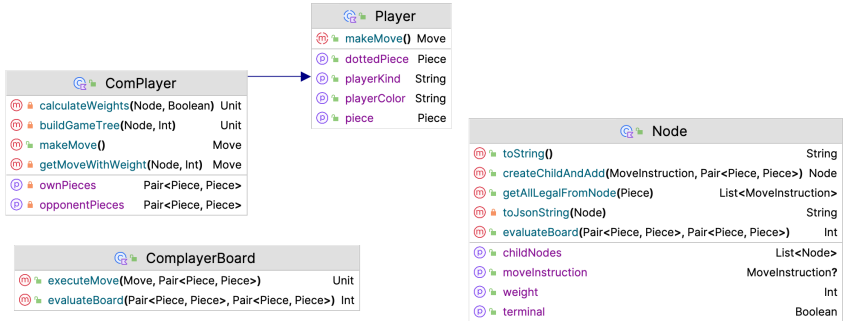 Player
makeMove() Move
dottedPiece Piece
playerKind String
playerColor String
piece Piece
ComPlayer
calculateWeights(Node, Boolean) Unit
buildGameTree(Node, Int) Unit
makeMove() Move
getMoveWithWeight(Node, Int) Move
ownPieces Pair<Piece, Piece>
opponentPieces Pair<Piece, Piece>
Node
toString() String
createChildAndAdd(MoveInstruction, Pair<Piece, Piece>) Node
getAllLegalFromNode(Piece) List<MoveInstruction>
toJsonString(Node) String
evaluateBoard(Pair<Piece, Piece>, Pair<Piece, Piece>) Int
childNodes List<Node>
moveInstruction MoveInstruction?
weight Int
terminal Boolean
ComplayerBoard
executeMove(Move, Pair<Piece, Piece>) Unit
evaluateBoard(Pair<Piece, Piece>, Pair<Piece, Piece>) Int